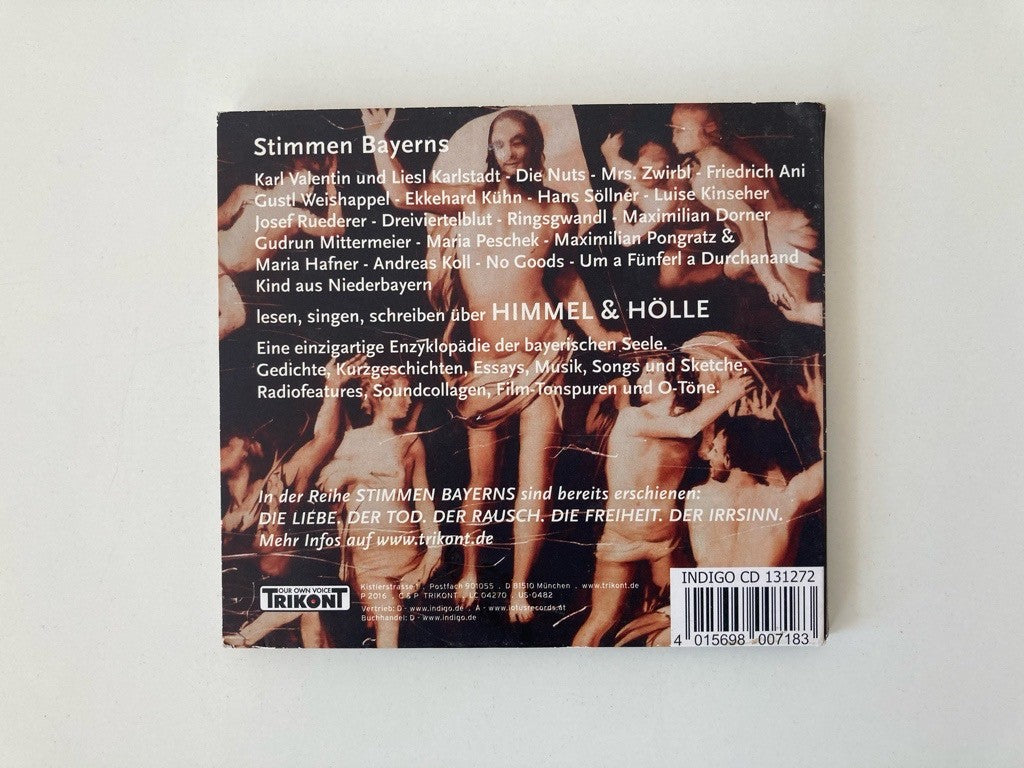 Stimmen Bayerns
Karl Valentin und Liesl Karlstadt - Die Nuts - Mrs. Zwirbl - Friedrich Ani
Gustl Weishappel - Ekkehard Kühn - Hans Söllner - Luise Kinseher
Josef Ruederer - Dreiviertelblut - Ringsgwandl - Maximilian Dorner
Gudrun Mittermeier - Maria Peschek - Maximilian Pongratz &
Maria Hafner - Andreas Koll - No Goods - Um a Fünferl a Durchanand
Kind aus Niederbayern
lesen, singen, schreiben über HIMMEL & HÖLLE
Eine einzigartige Enzyklopädie der bayerischen Seele.
Gedichte, Kurzgeschichten, Essays, Musik, Songs und Sketche,
Radiofeatures, Soundcollagen, Film-Tonspuren und O-Töne.
In der Reihe STIMMEN BAYERNS sind bereits erschienen:
DIE LIEBE. DER TOD. DER RAUSCH. DIE FREIHEIT. DER IRRSINN.
Mehr Infos auf www.trikont.de
OUR OWN VOICE
TRIKONT
Kistlerstrasse 1 . Postfach 901055 . D 81510 München . www.trikont.de
P 2016 . C & P TRIKONT . LC 04270 . US-0482
Vertrieb: D - www.indigo.de . A - www.lotusrecords.at
Buchhandel: D - www.indigo.de
INDIGO CD 131272
4 015698 007183